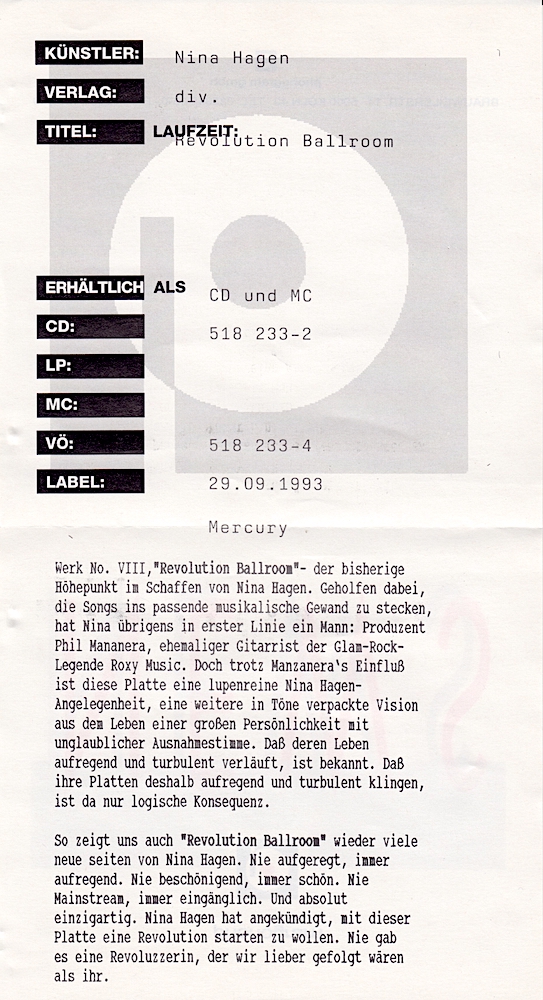 KÜNSTLER: Nina Hagen
VERLAG: div.
TITEL: LAUFZEIT:
Revolution Ballroom
ERHÄLTLICH ALS CD und MC
CD: 518 233-2
LP:
MC:
VÖ: 518 233-4
LABEL: 29.09.1993
Mercury
Werk No. VIII,"Revolution Ballroom"- der bisherige
Höhepunkt im Schaffen von Nina Hagen. Geholfen dabei,
die Songs ins passende musikalische Gewand zu stecken,
hat Nina übrigens in erster Linie ein Mann: Produzent
Phil Mananera, ehemaliger Gitarrist der Glam-Rock-
Legende Roxy Music. Doch trotz Manzanera's Einfluß
ist diese Platte eine lupenreine Nina Hagen-
Angelegenheit, eine weitere in Töne verpackte Vision
aus dem Leben einer großen Persönlichkeit mit
unglaublicher Ausnahmestimme. Daß deren Leben
aufregend und turbulent verläuft, ist bekannt. Daß
ihre Platten deshalb aufregend und turbulent klingen,
ist da nur logische Konsequenz.
So zeigt uns auch "Revolution Ballroom" wieder viele
neue seiten von Nina Hagen. Nie aufgeregt, immer
aufregend. Nie beschönigend, immer schön. Nie
Mainstream, immer eingänglich. Und absolut
einzigartig. Nina Hagen hat angekündigt, mit dieser
Platte eine Revolution starten zu wollen. Nie gab
es eine Revoluzzerin, der wir lieber gefolgt wären
als ihr.